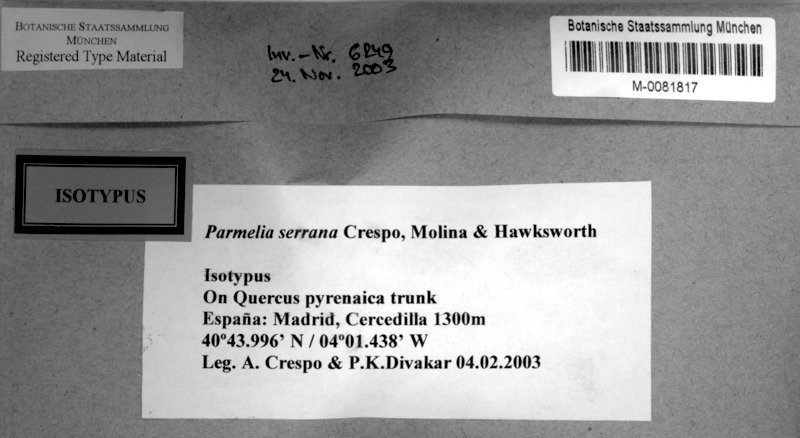 BOTANISCHE STAATSSAMMLUNG
MÜNCHEN
Registered Type Material
Inv.-Nr. 6249
24. Nov. 2003
Botanische Staatssammlung München
M-0081817
ISOTYPUS
Parmelia serrana Crespo, Molina & Hawksworth
Isotypus
On Quercus pyrenaica trunk
España: Madrid, Cercedilla 1300m
40º43.996’ N / 04º01.438’ W
Leg. A. Crespo & P.K.Divakar 04.02.2003